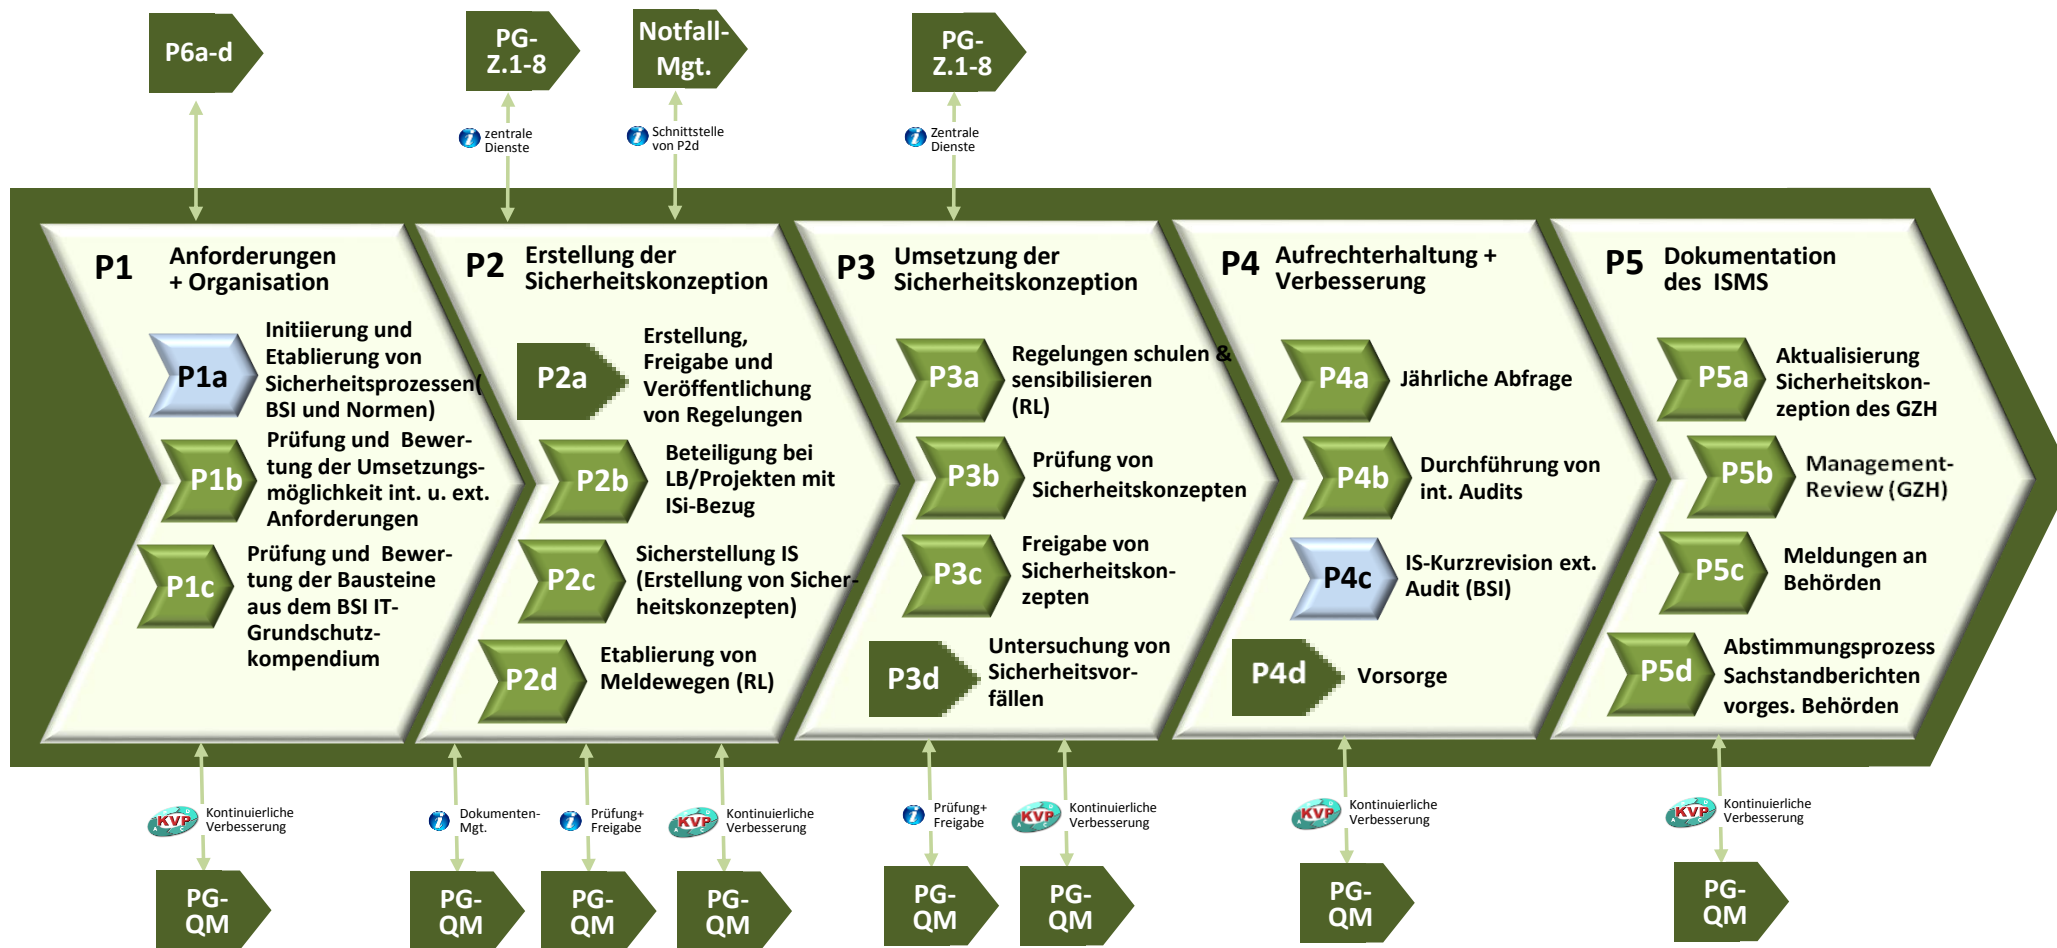 P6a-d
PG-
Z.1-8
Notfall-
Mgt.
PG-
Z.1-8
zentrale
Dienste
Schnittstelle
von P2d
Zentrale
Dienste
P1
Anforderungen
+ Organisation
P1a
Initiierung und
Etablierung von
Sicherheitsprozessen(
BSI und Normen)
P1b
Prüfung und Bewer-
tung der Umsetzungs-
möglichkeit int. u. ext.
Anforderungen
P1c
Prüfung und Bewer-
tung der Bausteine
aus dem BSI IT-
Grundschutz-
kompendium
P2
Erstellung der
Sicherheitskonzeption
P2a
Erstellung,
Freigabe und
Veröffentlichung
von Regelungen
P2b
Beteiligung bei
LB/Projekten mit
ISi-Bezug
P2c
Sicherstellung IS
(Erstellung von Sicher-
heitskonzepten)
P2d
Etablierung von
Meldewegen (RL)
P3
Umsetzung der
Sicherheitskonzeption
P3a
Regelungen schulen &
sensibilisieren
(RL)
P3b
Prüfung von
Sicherheitskonzepten
P3c
Freigabe von
Sicherheitskon-
zepten
P3d
Untersuchung von
Sicherheitsvor-
fällen
P4
Aufrechterhaltung +
Verbesserung
P4a
Jährliche Abfrage
P4b
Durchführung von
int. Audits
P4c
IS-Kurzrevision ext.
Audit (BSI)
P4d
Vorsorge
P5
Dokumentation
des ISMS
P5a
Aktualisierung
Sicherheitskon-
zeption des GZH
P5b
Management-
Review (GZH)
P5c
Meldungen an
Behörden
P5d
Abstimmungsprozess
Sachstandberichten
vorges. Behörden
KVP
Kontinuierliche
Verbesserung
Dokumenten-
Mgt.
Prüfung+
Freigabe
KVP
Kontinuierliche
Verbesserung
Prüfung+
Freigabe
KVP
Kontinuierliche
Verbesserung
KVP
Kontinuierliche
Verbesserung
KVP
Kontinuierliche
Verbesserung
PG-
QM
PG-
QM
PG-
QM
PG-
QM
PG-
QM
PG-
QM
PG-
QM
PG-
QM